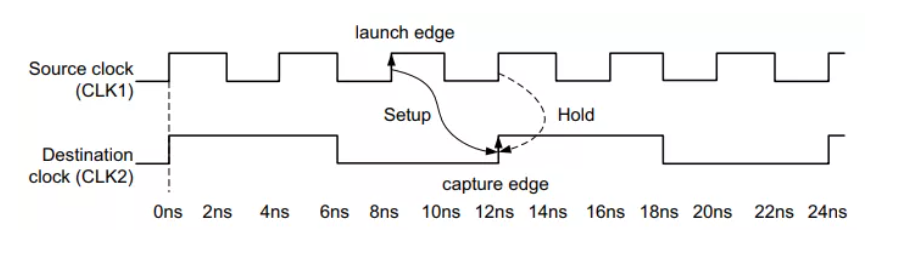 launch edge
Source clock
(CLK1)
Setup
Hold
Destination
clock (CLK2)
capture edge
0ns 2ns 4ns 6ns 8ns 10ns 12ns 14ns 16ns 18ns 20ns 22ns 24ns